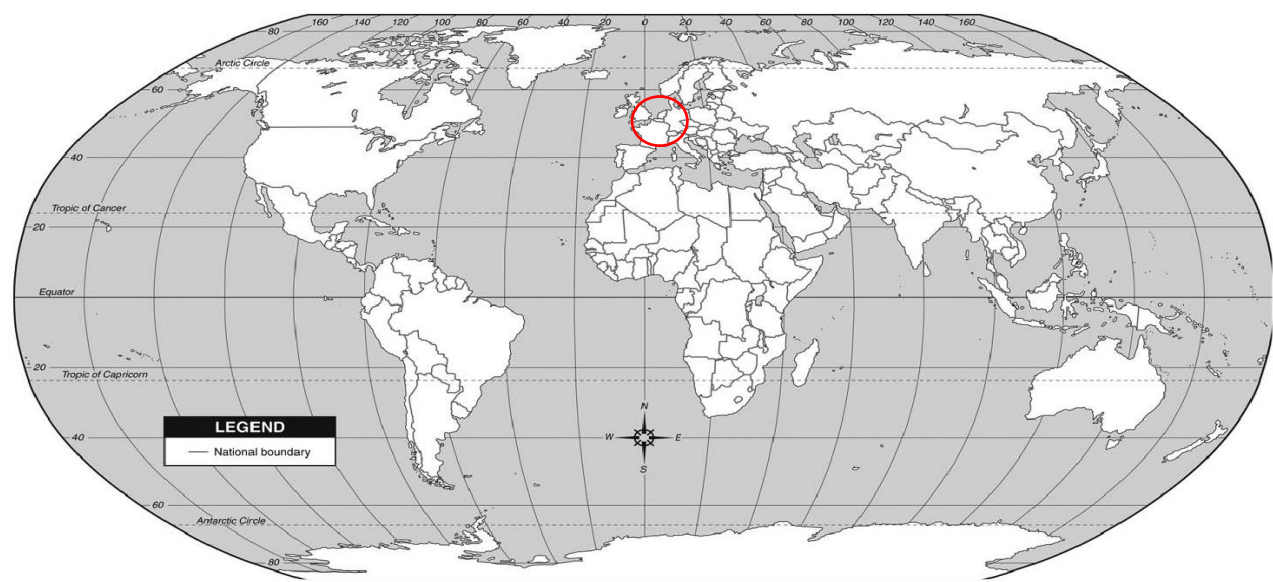 160 140 120 100 80 60 40 20 0 20 40 60 80 100 120 140 160
80
Arctic Circle
60
40
Tropic of Cancer
20
Equator
20
Tropic of Capricorn
LEGEND
National boundary
N
W E
S
40
60
Antarctic Circle
80